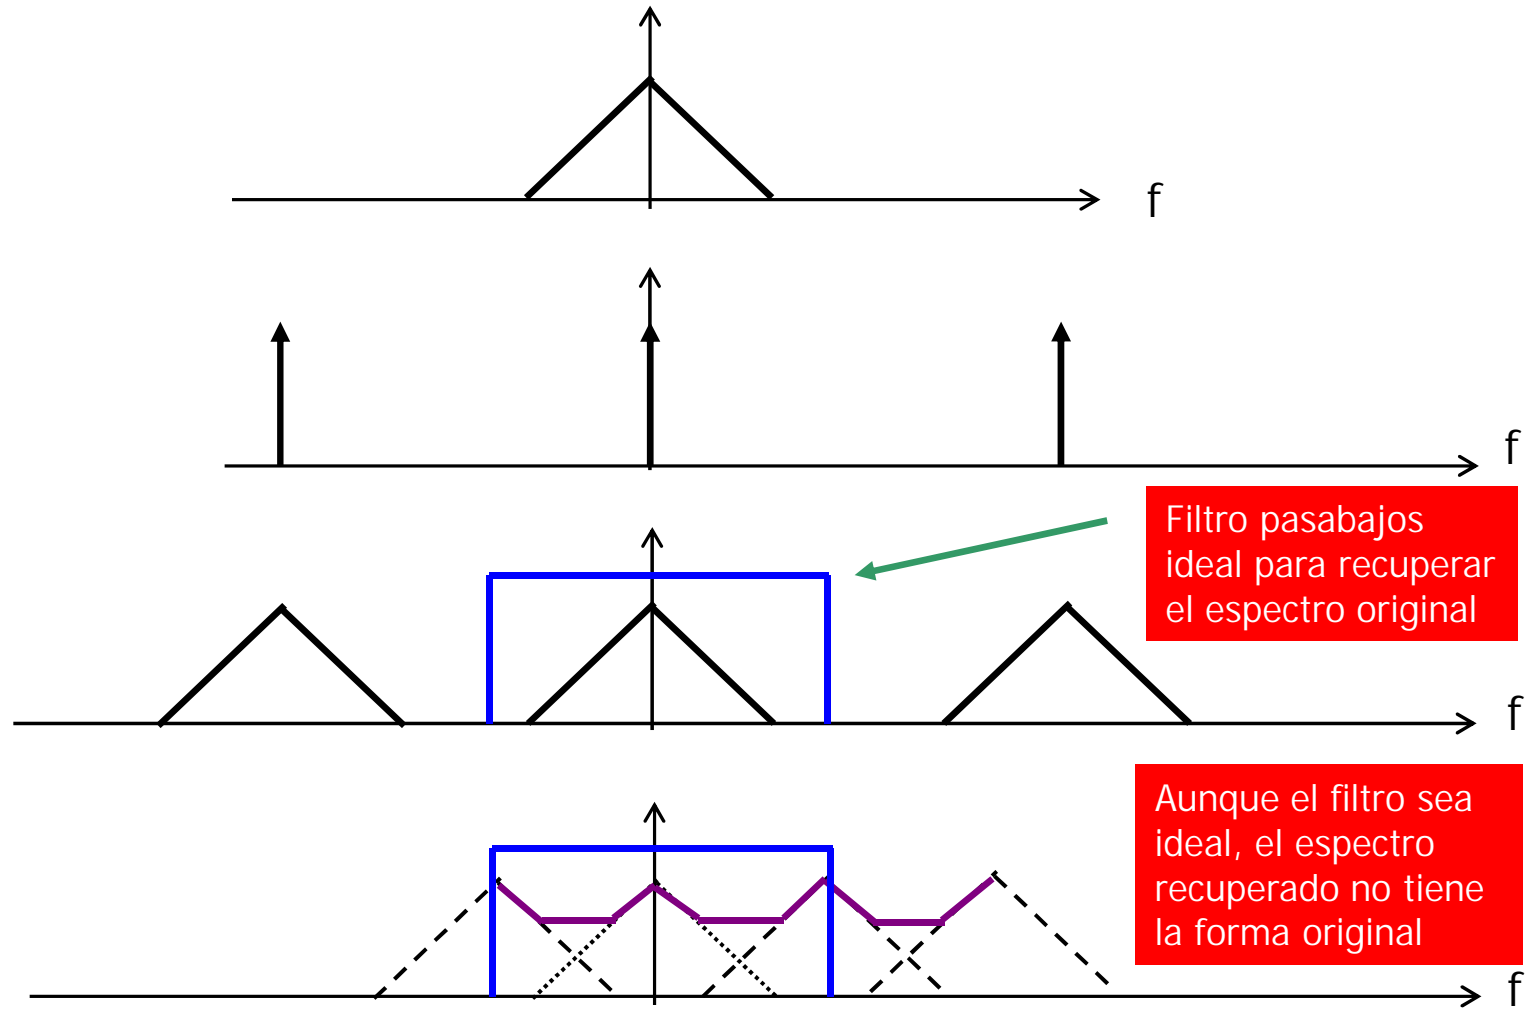 f
f
Filtro pasabajos
ideal para recuperar
el espectro original
f
Aunque el filtro sea
ideal, el espectro
recuperado no tiene
la forma original
f